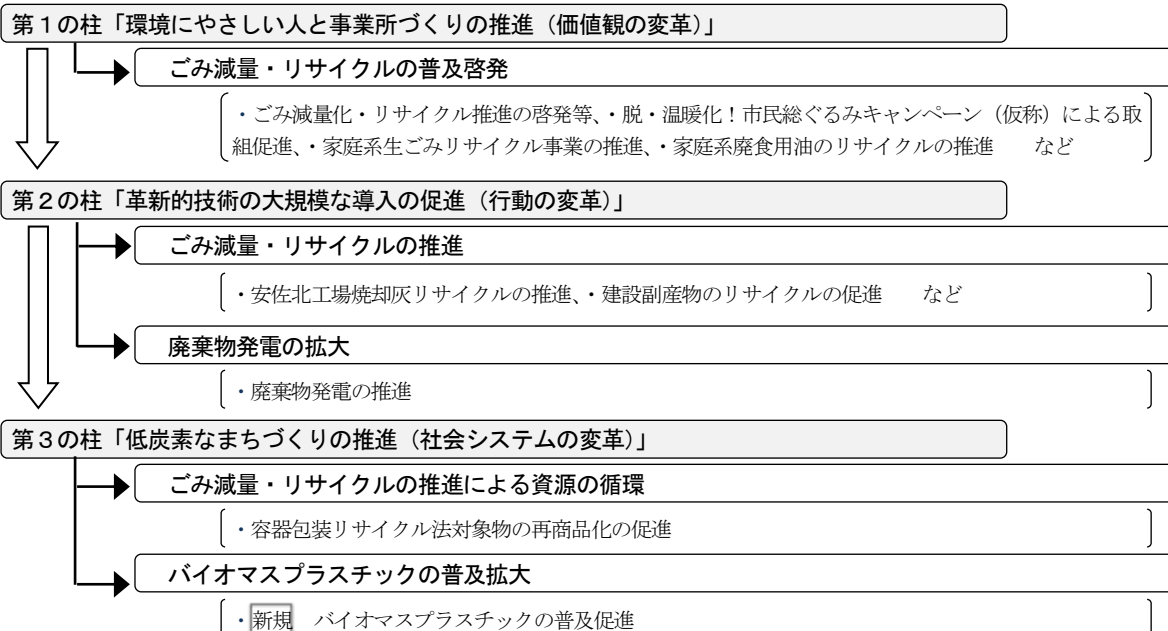 第１の柱「環境にやさしい人と事業所づくりの推進（価値観の変革）」
ごみ減量・リサイクルの普及啓発
・ごみ減量化・リサイクル推進の啓発等、・脱・温暖化！市民総ぐるみキャンペーン（仮称）による取
組促進、・家庭系生ごみリサイクル事業の推進、・家庭系廃食用油のリサイクルの推進　　など
第２の柱「革新的技術の大規模な導入の促進（行動の変革）」
ごみ減量・リサイクルの推進
・安佐北工場焼却灰リサイクルの推進、・建設副産物のリサイクルの促進　　など
廃棄物発電の拡大
・廃棄物発電の推進
第３の柱「低炭素なまちづくりの推進（社会システムの変革）」
ごみ減量・リサイクルの推進による資源の循環
・容器包装リサイクル法対象物の再商品化の促進
バイオマスプラスチックの普及拡大
・新規　バイオマスプラスチックの普及促進